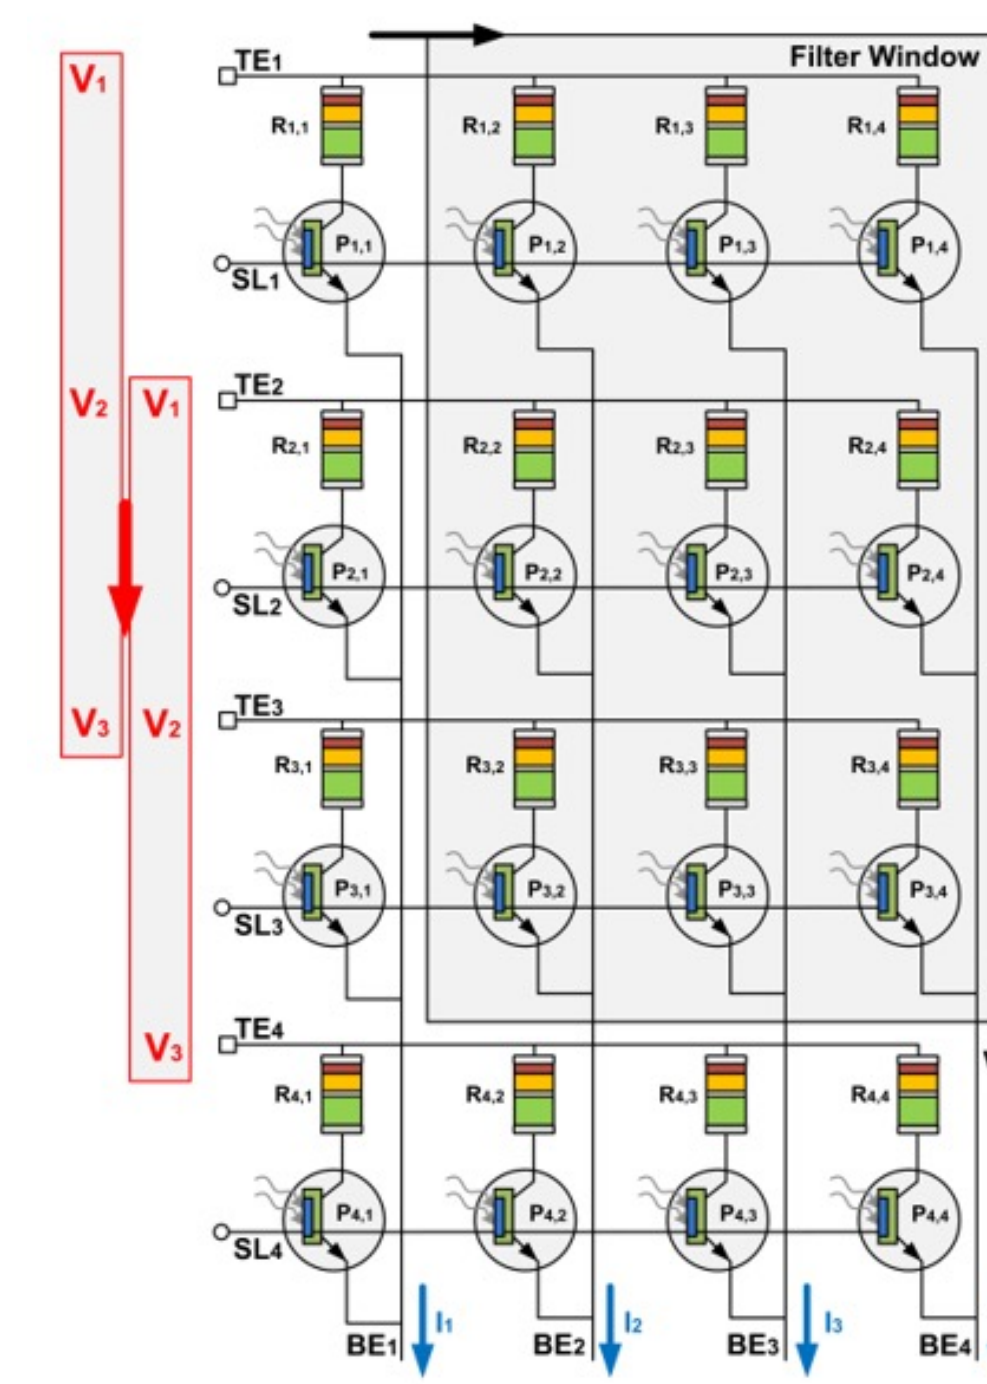 Filter Window
V1
TE1
R1,1 R1,2 R1,3 R1,4
P1,1 P1,2 P1,3 P1,4
SL1
V2 V1
TE2
R2,1 R2,2 R2,3 R2,4
P2,1 P2,2 P2,3 P2,4
SL2
V3 V2
TE3
R3,1 R3,2 R3,3 R3,4
P3,1 P3,2 P3,3 P3,4
SL3
V3
TE4
R4,1 R4,2 R4,3 R4,4
P4,1 P4,2 P4,3 P4,4
SL4
I1 I2 I3
BE1 BE2 BE3 BE4